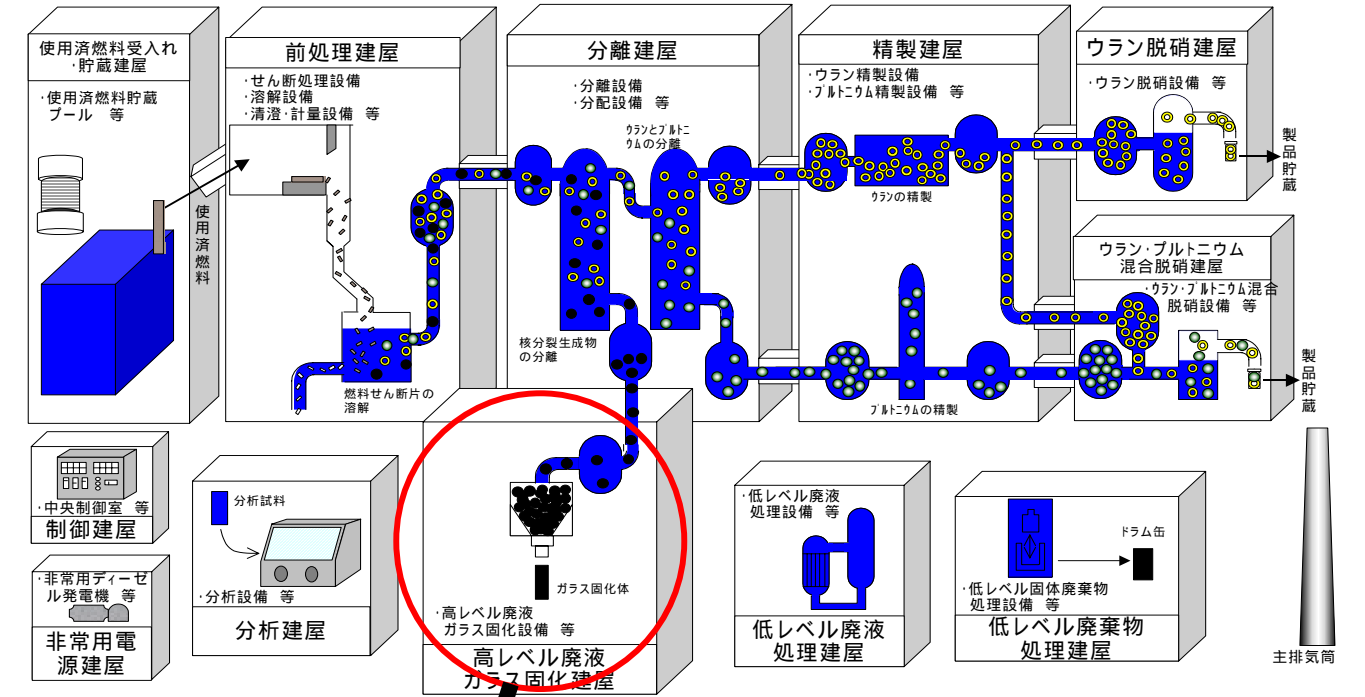 使用済燃料受入れ
・貯蔵建屋
・使用済燃料貯蔵
プール 等
使用済燃料
前処理建屋
・せん断処理設備
・溶解設備
・清澄・計量設備 等
燃料せん断片の
溶解
分離建屋
・分離設備
・分配設備 等
ウランとプルトニ
ウムの分離
核分裂生成物
の分離
精製建屋
・ウラン精製設備
・プルトニウム精製設備 等
ウランの精製
プルトニウムの精製
ウラン脱硝建屋
・ウラン脱硝設備 等
製品貯蔵
ウラン・プルトニウム
混合脱硝建屋
・ウラン・プルトニウム混合
脱硝設備 等
製品貯蔵
・中央制御室 等
制御建屋
・非常用ディーゼ
ル発電機 等
非常用電
源建屋
分析試料
・分析設備 等
分析建屋
ガラス固化体
・高レベル廃液
ガラス固化設備 等
高レベル廃液
ガラス固化建屋
・低レベル廃液
処理設備 等
低レベル廃液
処理建屋
ドラム缶
・低レベル固体廃棄物
処理設備 等
低レベル廃棄物
処理建屋
主排気筒